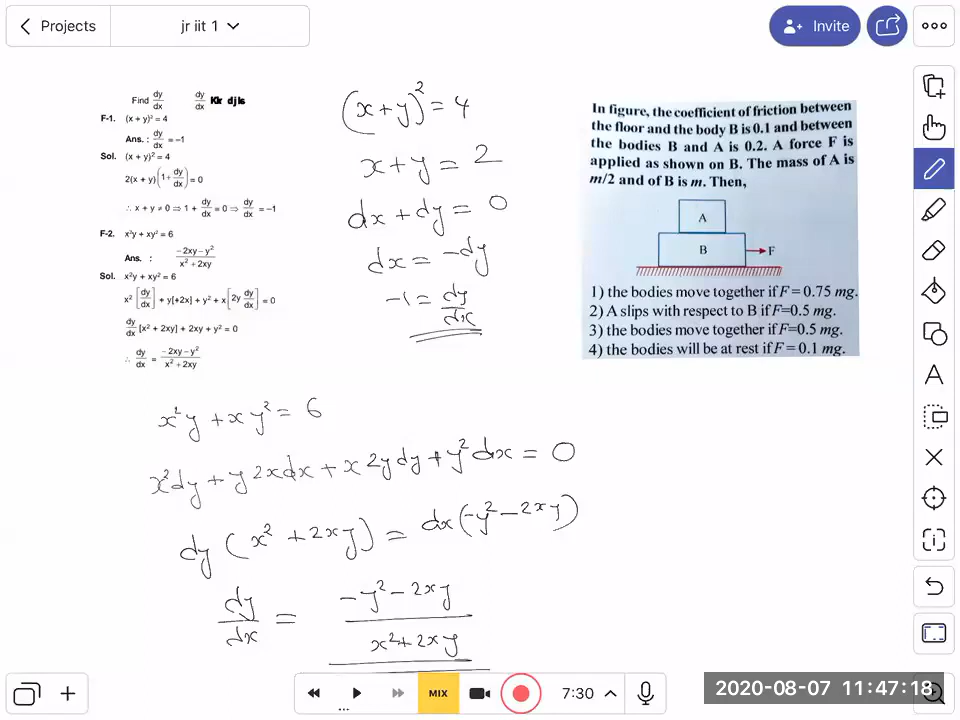 Projects
jr iit 1
Invite
Find dy/dx
dy/dx
F-1. (x + y)² = 4
Ans. : dy/dx = –1
Sol. (x + y)² = 4
2(x + y)(1+ dy/dx) = 0
∴ x + y ≠ 0 ⇒ 1 + dy/dx = 0 ⇒ dy/dx = –1
F-2. x²y + xy² = 6
Ans. : –2xy–y² / x² + 2xy
Sol. x²y + xy² = 6
x² [dy/dx] + y[+2x] + y² + x[2y dy/dx] = 0
dy/dx [x² + 2xy] + 2xy + y² = 0
∴ dy/dx = –2xy–y² / x² +2xy
(x+y)² = 4
x+y = 2
dx + dy = 0
dx = -dy
-1 = dy/dx
In figure, the coefficient of friction between
the floor and the body B is 0.1 and between
the bodies B and A is 0.2. A force F is
applied as shown on B. The mass of A is
m/2 and of B is m. Then,
A
B
F
1) the bodies move together if F = 0.75 mg.
2) A slips with respect to B if F=0.5 mg.
3) the bodies move together if F=0.5 mg.
4) the bodies will be at rest if F = 0.1 mg.
x²y + xy² = 6
x²dy + y2xdx + x2ydy + y²dx = 0
dy (x² + 2xy) = dx(-y² - 2xy)
dy/dx = -y² - 2xy / x² + 2xy
MIX
7:30
2020-08-07 11:47:18